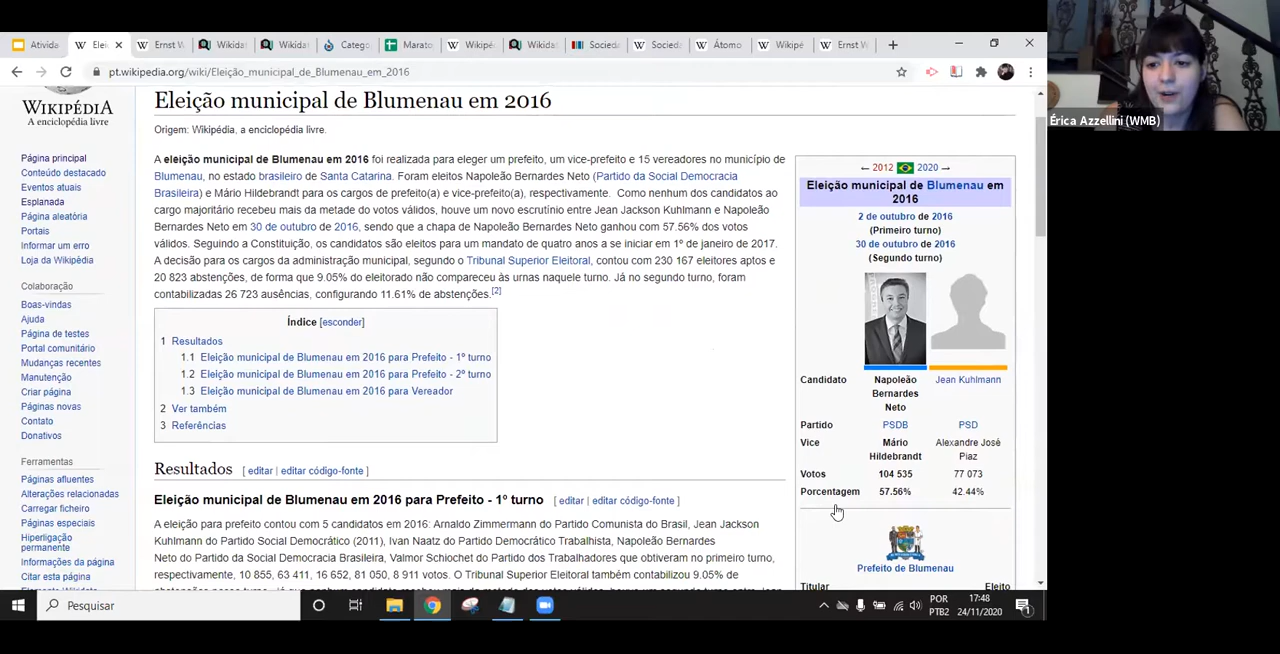 Ativida
Elei
Ernst W
Wikida
Wikida
Catego
Marato
Wikipé
Wikida
Socieda
Socieda
Átomo
Wikipé
Ernst W
pt.wikipedia.org/wiki/Eleição_municipal_de_Blumenau_em_2016
Érica Azzellini (WMB)
WIKIPÉDIA
A enciclopédia livre
Página principal
Conteúdo destacado
Eventos atuais
Esplanada
Página aleatória
Portais
Informar um erro
Loja da Wikipédia
Colaboração
Boas-vindas
Ajuda
Página de testes
Portal comunitário
Mudanças recentes
Manutenção
Criar página
Páginas novas
Contato
Donativos
Ferramentas
Páginas afluentes
Alterações relacionadas
Carregar ficheiro
Páginas especiais
Hiperligação
permanente
Informações da página
Citar esta página
Eleição municipal de Blumenau em 2016
Origem: Wikipédia, a enciclopédia livre.
A eleição municipal de Blumenau em 2016 foi realizada para eleger um prefeito, um vice-prefeito e 15 vereadores no município de
Blumenau, no estado brasileiro de Santa Catarina. Foram eleitos Napoleão Bernardes Neto (Partido da Social Democracia
Brasileira) e Mário Hildebrandt para os cargos de prefeito(a) e vice-prefeito(a), respectivamente. Como nenhum dos candidatos ao
cargo majoritário recebeu mais da metade do votos válidos, houve um novo escrutínio entre Jean Jackson Kuhlmann e Napoleão
Bernardes Neto em 30 de outubro de 2016, sendo que a chapa de Napoleão Bernardes Neto ganhou com 57.56% dos votos
válidos. Seguindo a Constituição, os candidatos são eleitos para um mandato de quatro anos a se iniciar em 1º de janeiro de 2017.
A decisão para os cargos da administração municipal, segundo o Tribunal Superior Eleitoral, contou com 230 167 eleitores aptos e
20 823 abstenções, de forma que 9.05% do eleitorado não compareceu às urnas naquele turno. Já no segundo turno, foram
contabilizadas 26 723 ausências, configurando 11.61% de abstenções.[2]
Índice [esconder]
1 Resultados
1.1 Eleição municipal de Blumenau em 2016 para Prefeito - 1º turno
1.2 Eleição municipal de Blumenau em 2016 para Prefeito - 2º turno
1.3 Eleição municipal de Blumenau em 2016 para Vereador
2 Ver também
3 Referências
Resultados [ editar | editar código-fonte ]
Eleição municipal de Blumenau em 2016 para Prefeito - 1º turno [ editar | editar código-fonte ]
A eleição para prefeito contou com 5 candidatos em 2016: Arnaldo Zimmermann do Partido Comunista do Brasil, Jean Jackson
Kuhlmann do Partido Social Democrático (2011), Ivan Naatz do Partido Democrático Trabalhista, Napoleão Bernardes
Neto do Partido da Social Democracia Brasileira, Valmor Schiochet do Partido dos Trabalhadores que obtiveram no primeiro turno,
respectivamente, 10 855, 63 411, 16 652, 81 050, 8 911 votos. O Tribunal Superior Eleitoral também contabilizou 9.05% de
← 2012 2020 →
Eleição municipal de Blumenau em
2016
2 de outubro de 2016
(Primeiro turno)
30 de outubro de 2016
(Segundo turno)
Candidato Napoleão Bernardes Neto Jean Kuhlmann
Partido PSDB PSD
Vice Mário Hildebrandt Alexandre José Piaz
Votos 104 535 77 073
Porcentagem 57.56% 42.44%
Prefeito de Blumenau
Titular Eleito
Pesquisar
POR
PTB2
17:48
24/11/2020
1